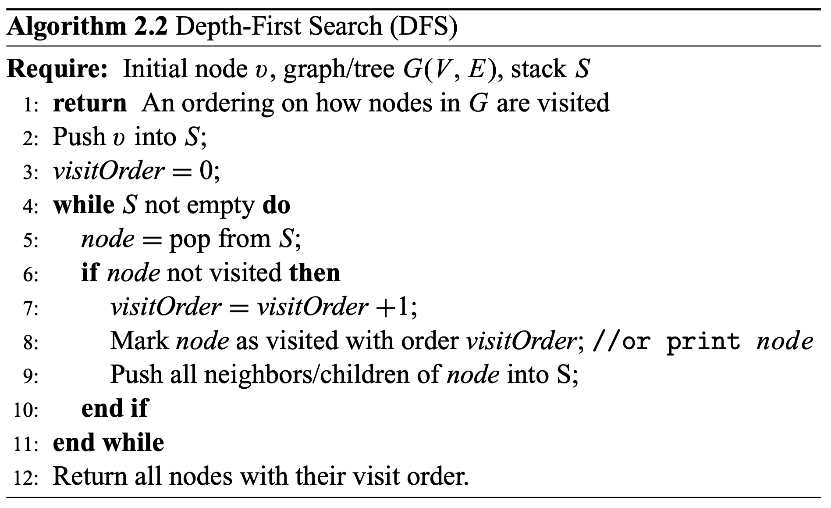 Algorithm 2.2 Depth-First Search (DFS)
Require: Initial node v, graph/tree G(V, E), stack S
1: return An ordering on how nodes in G are visited
2: Push v into S;
3: visitOrder = 0;
4: while S not empty do
5: node = pop from S;
6: if node not visited then
7: visitOrder = visitOrder +1;
8: Mark node as visited with order visitOrder; //or print node
9: Push all neighbors/children of node into S;
10: end if
11: end while
12: Return all nodes with their visit order.